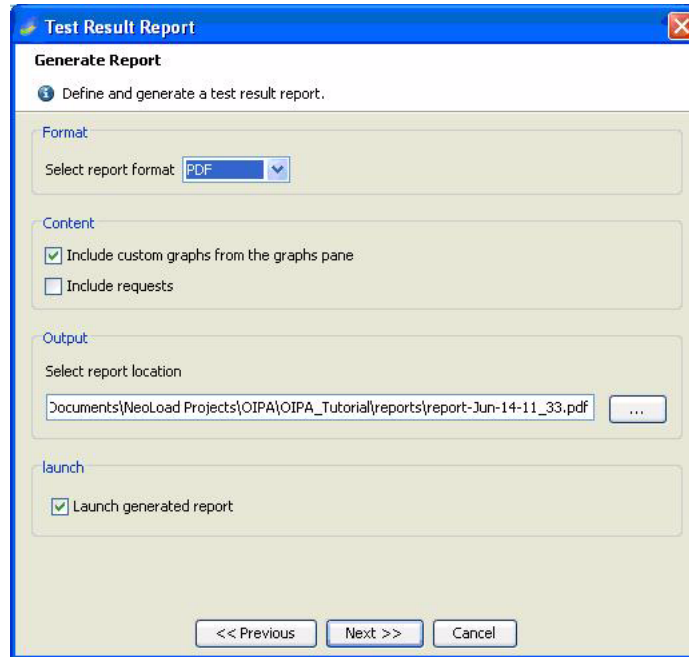 Test Result Report
Generate Report
Define and generate a test result report.
Format
Select report format PDF
Content
Include custom graphs from the graphs pane
Include requests
Output
Select report location
Documents\NeoLoad Projects\OIPA\OIPA_Tutorial\reports\report-Jun-14-11_33.pdf ...
launch
Launch generated report
<< Previous Next >> Cancel